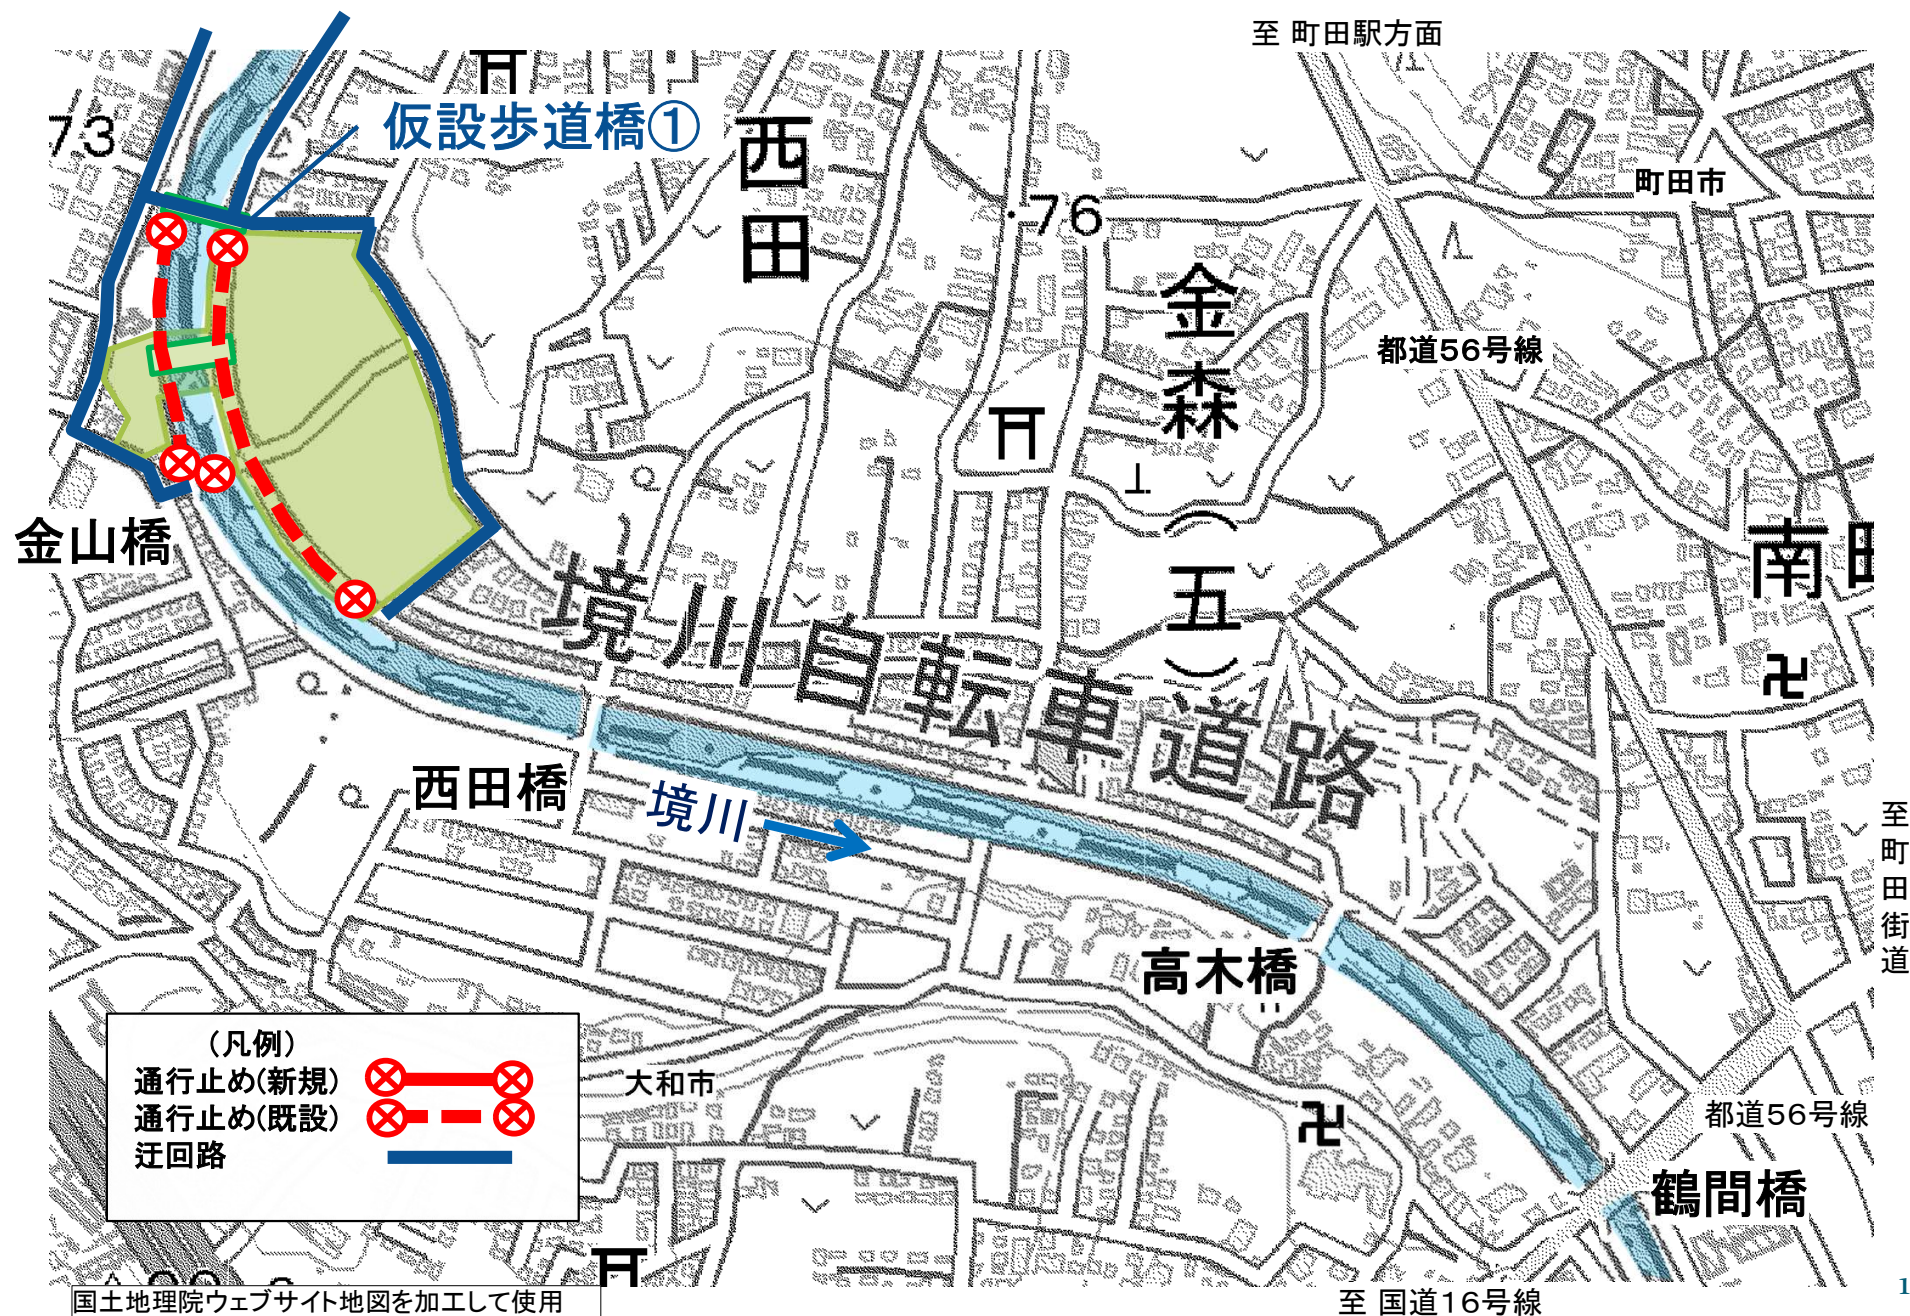 至 町田駅方面
73
仮設歩道橋①
西田
・76
町田市
金森(五)
都道56号線
金山橋
南町
境川自転車道路
西田橋
境川
至町田街道
高木橋
(凡例)
通行止め(新規)
通行止め(既設)
迂回路
大和市
都道56号線
鶴間橋
国土地理院ウェブサイト地図を加工して使用
至 国道16号線
1